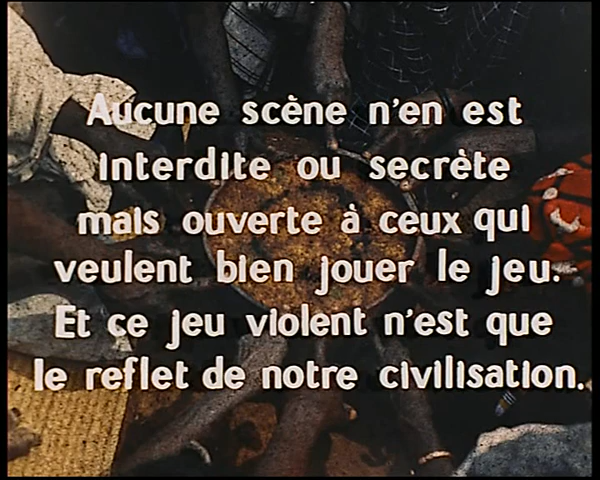 Aucune scène n'en est
interdite ou secrète
mais ouverte à ceux qui
veulent bien jouer le jeu.
Et ce jeu violent n'est que
le reflet de notre civilisation.